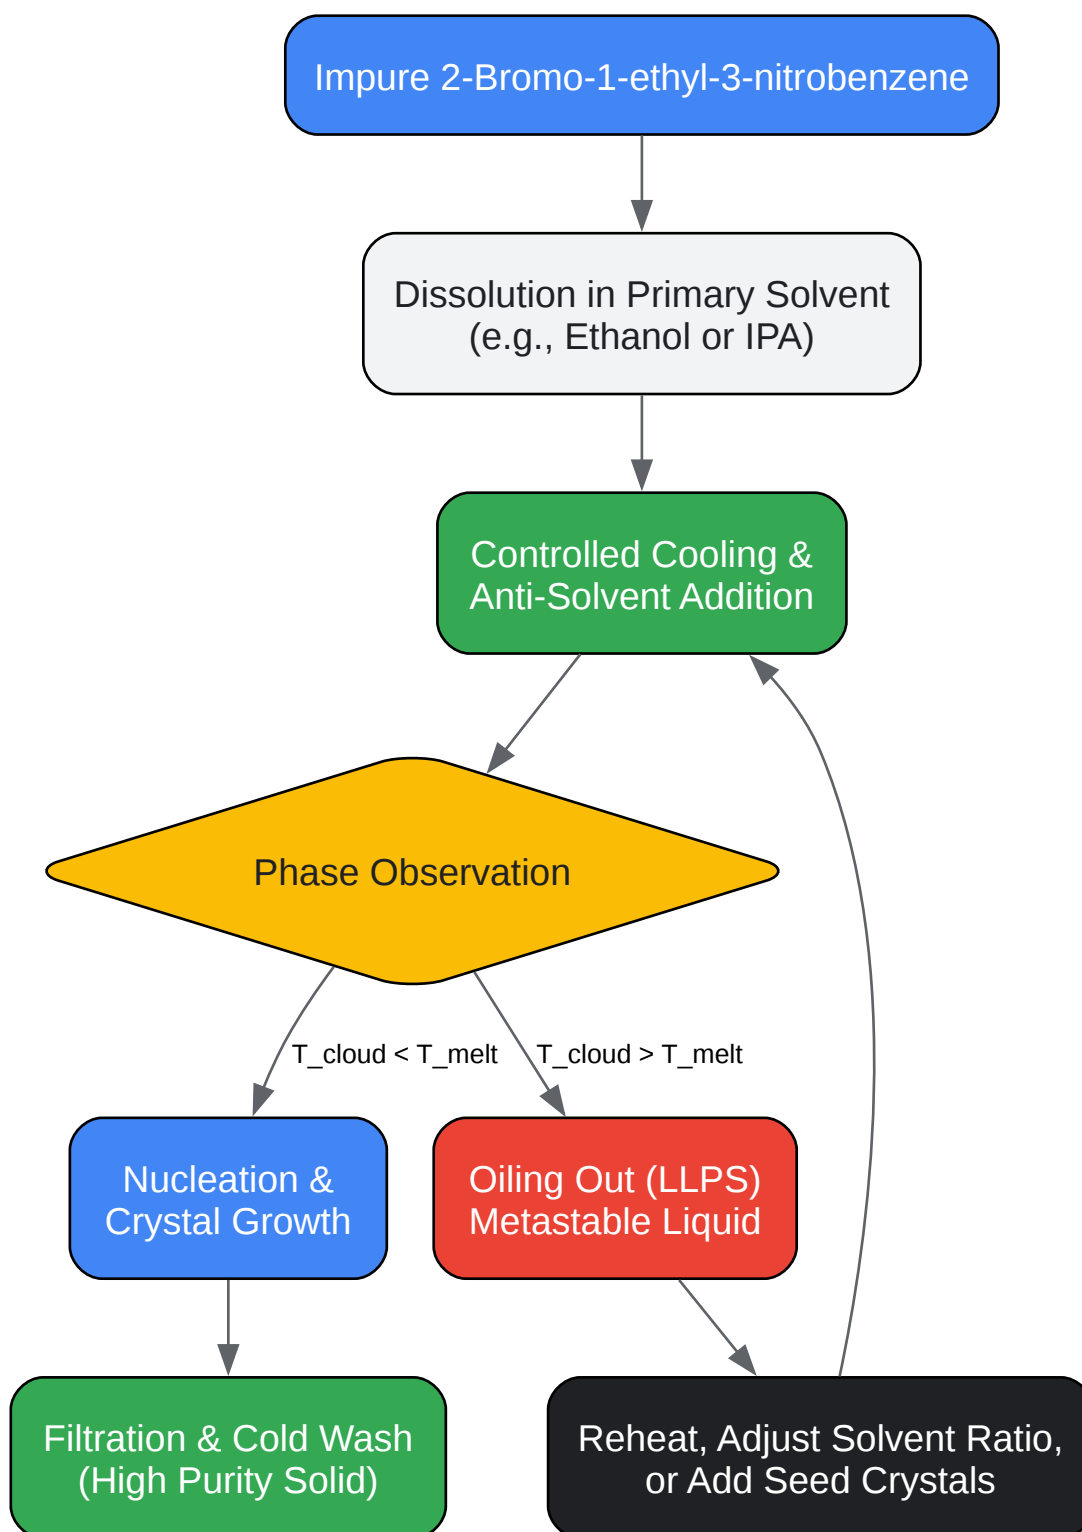 Impure 2-Bromo-1-ethyl-3-nitrobenzene
Dissolution in Primary Solvent
(e.g., Ethanol or IPA)
Controlled Cooling &
Anti-Solvent Addition
Phase Observation
T_cloud < T_melt
T_cloud > T_melt
Nucleation &
Crystal Growth
Oiling Out (LLPS)
Metastable Liquid
Filtration & Cold Wash
(High Purity Solid)
Reheat, Adjust Solvent Ratio,
or Add Seed Crystals